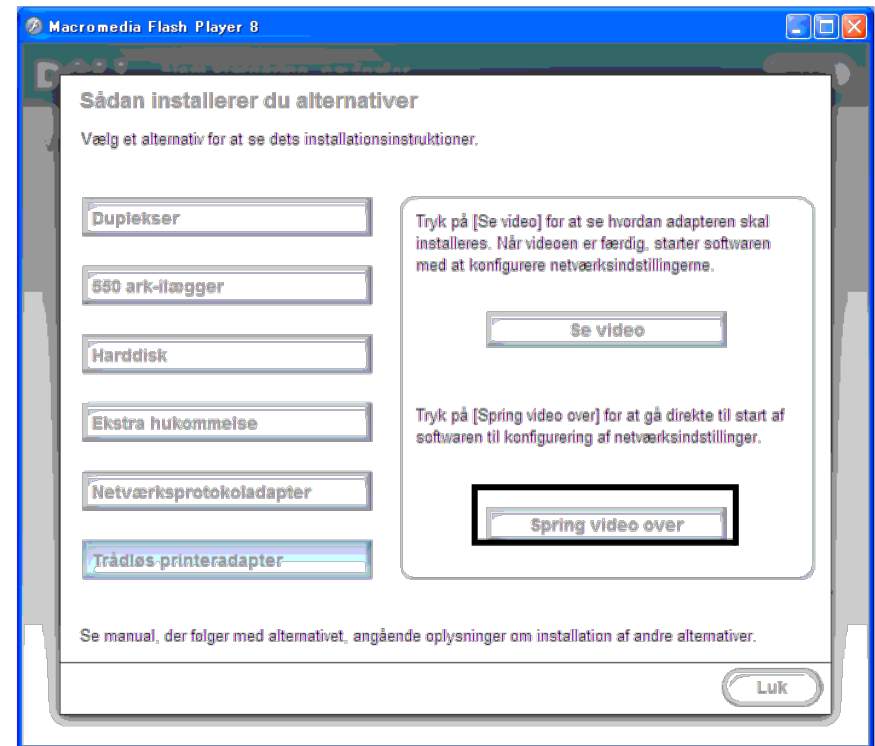 Macromedia Flash Player 8
Sådan installerer du alternativer
Vælg et alternativ for at se dets installationsinstruktioner.
Duplekser
550 ark-ilægger
Harddisk
Ekstra hukommelse
Netværksprotokoladapter
Trådløs printeradapter
Tryk på [Se video] for at se hvordan adapteren skal
installeres. Når videoen er færdig, starter softwaren
med at konfigurere netværksindstillingerne.
Se video
Tryk på [Spring video over] for at gå direkte til start af
softwaren til konfigurering af netværksindstillinger.
Spring video over
Se manual, der følger med alternativet, angående oplysninger om installation af andre alternativer.
Luk